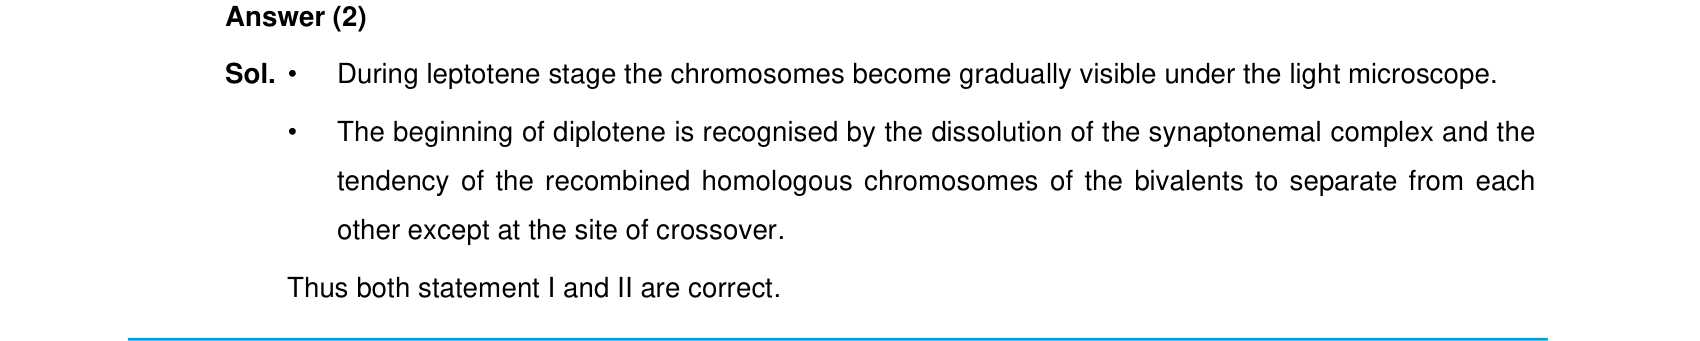 Answer (2)
Sol. • During leptotene stage the chromosomes become gradually visible under the light microscope.
• The beginning of diplotene is recognised by the dissolution of the synaptonemal complex and the
tendency of the recombined homologous chromosomes of the bivalents to separate from each
other except at the site of crossover.
Thus both statement I and II are correct.